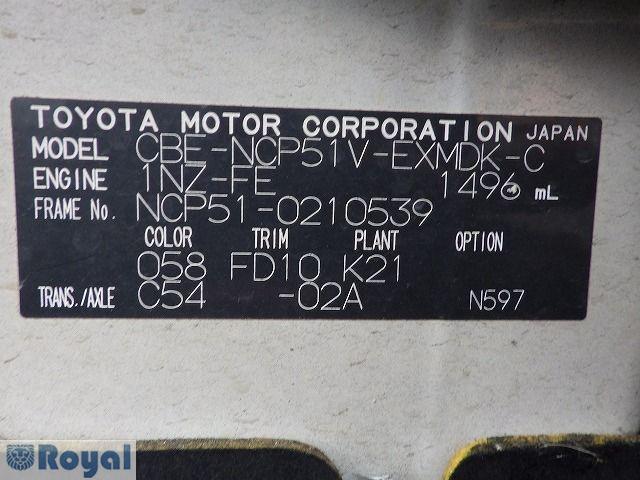 TOYOTA MOTOR CORPORATION JAPAN
MODEL CBE-NCP51V-EXMDK-C
ENGINE 1NZ-FE 1496 mL
FRAME No. NCP51-0210539
COLOR TRIM PLANT OPTION
058 FD10 K21
TRANS./AXLE C54 -02A N597
Royal